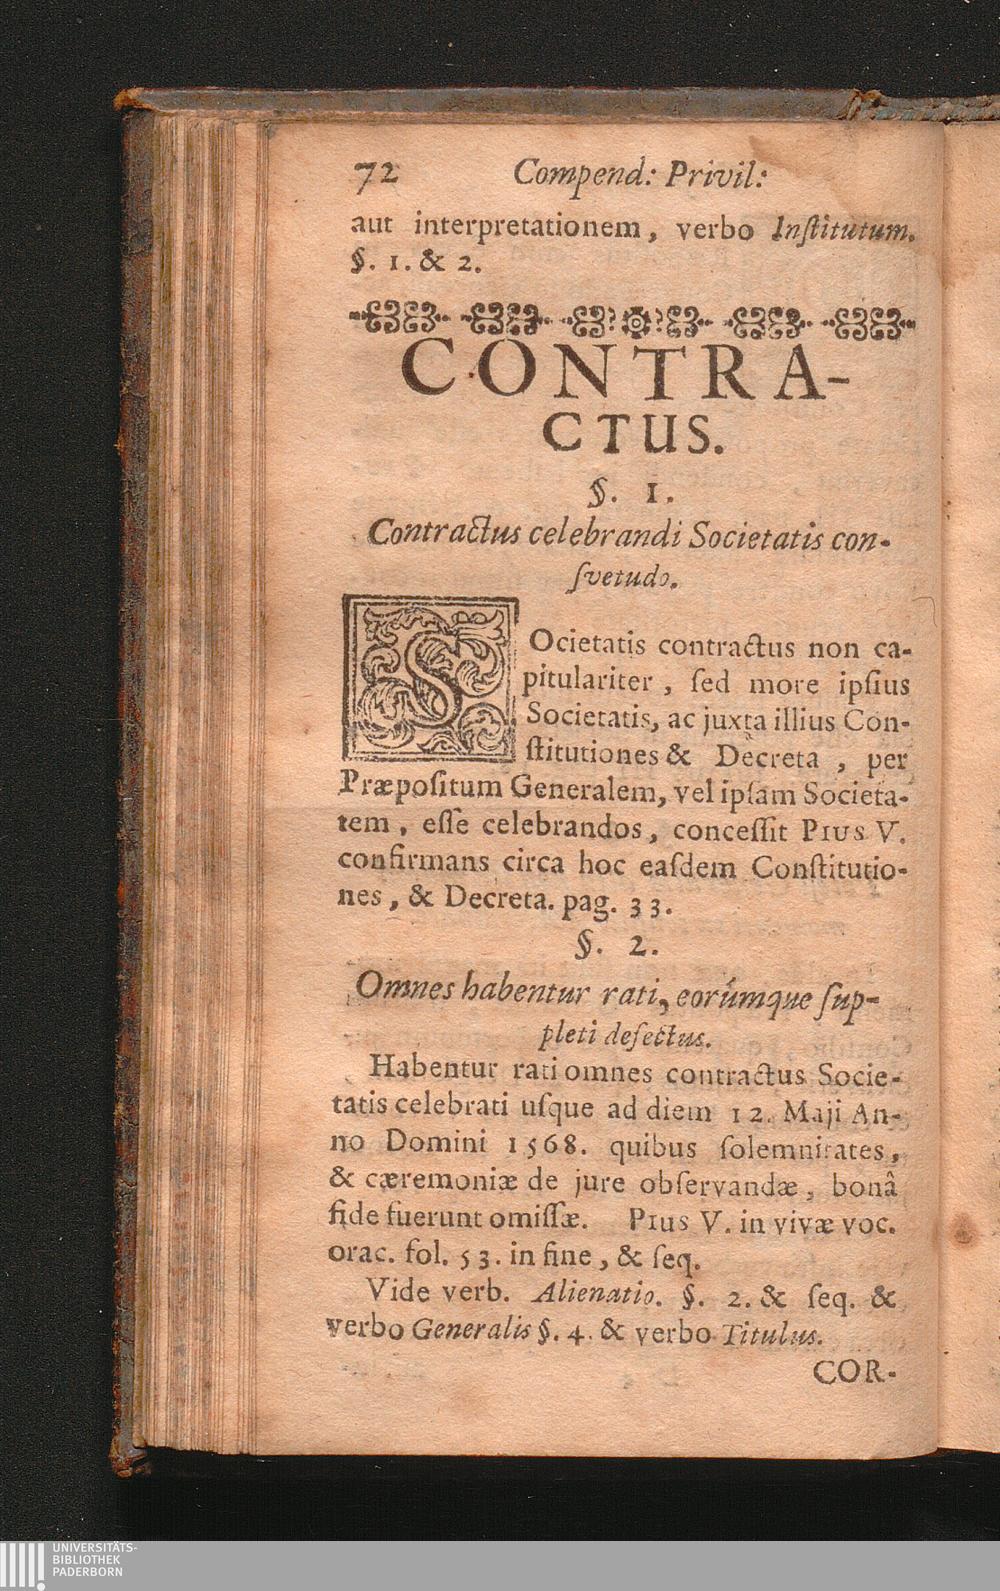 72 Compend: Privil:
aut interpretationem, verbo Inſtitutum.
§. 1. & 2.
CONTRA-
CTUS.
§. 1.
Contractus celebrandi Societatis con-
ſvetudo.
SOcietatis contractus non ca-
pitulariter, ſed more ipſius
Societatis, ac juxta illius Con-
ſtitutiones & Decreta, per
Præpoſitum Generalem, vel ipſam Societa-
tem, eſſe celebrandos, conceſſit Pius V.
confirmans circa hoc eaſdem Conſtitutio-
nes, & Decreta. pag. 33.
§. 2.
Omnes habentur rati, eorúmque ſup-
pleti defectus.
Habentur rati omnes contractus Socie-
tatis celebrati uſque ad diem 12. Maji An-
no Domini 1568. quibus ſolemnitates,
& cæremoniæ de jure obſervandæ, bonâ
fide fuerunt omiſſæ. Pius V. in vivæ voc.
orac. fol. 53. in fine, & ſeq.
Vide verb. Alienatio. §. 2. & ſeq. &
verbo Generalis §. 4. & verbo Titulus.
COR-
UNIVERSITÄTS-
BIBLIOTHEK
PADERBORN